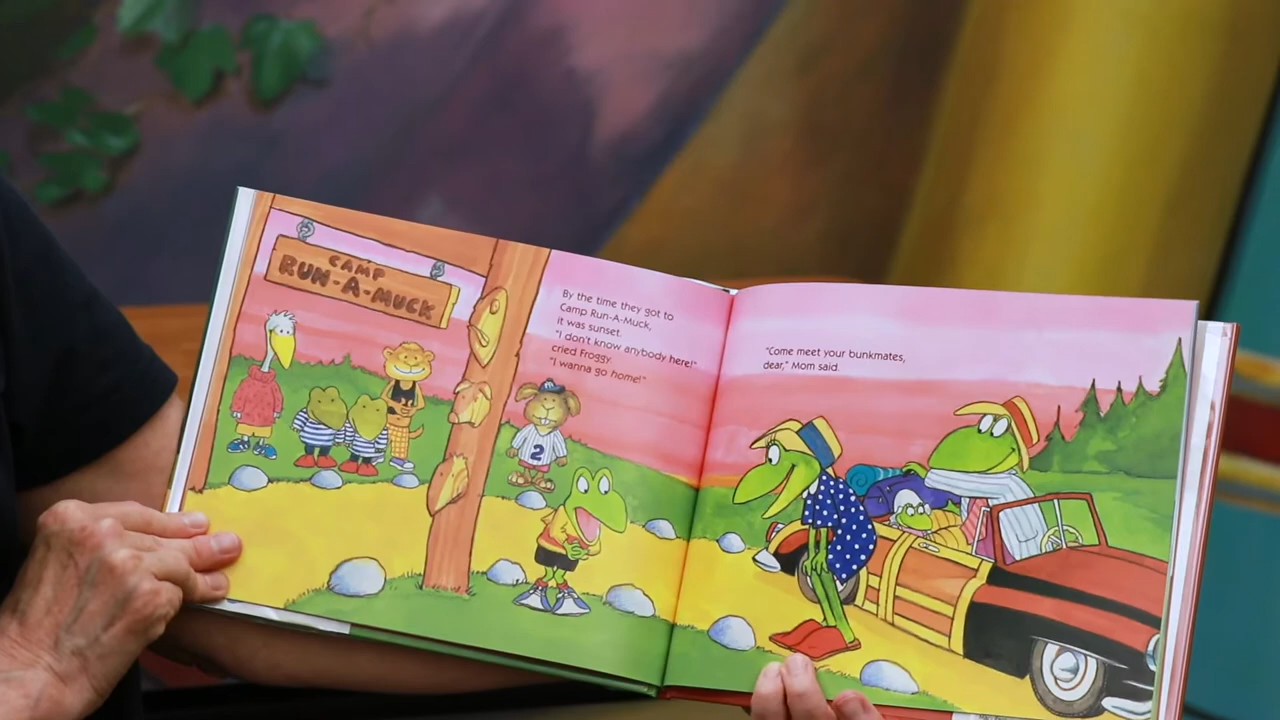 CAMP
RUN-A-MUCK
By the time they got to
Camp Run-A-Muck,
it was sunset.
"I don't know anybody here!"
cried Froggy.
"I wanna go home!"
2
"Come meet your bunkmates,
dear," Mom said.